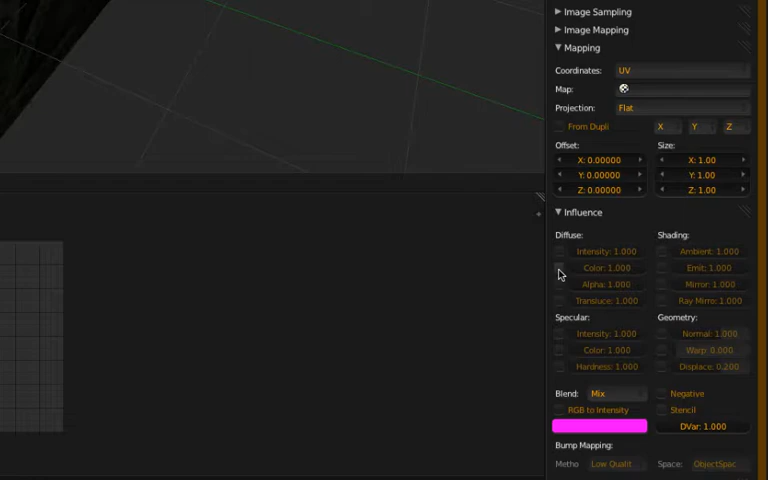 Image Sampling
Image Mapping
Mapping
Coordinates: UV
Map:
Projection: Flat
From Dupli X Y Z
Offset: Size:
X: 0.00000 X: 1.00
Y: 0.00000 Y: 1.00
Z: 0.00000 Z: 1.00
Influence
Diffuse: Shading:
Intensity: 1.000 Ambient: 1.000
Color: 1.000 Emit: 1.000
Alpha: 1.000 Mirror: 1.000
Transluce: 1.000 Ray Mirro: 1.000
Specular: Geometry:
Intensity: 1.000 Normal: 1.000
Color: 1.000 Warp: 0.000
Hardness: 1.000 Displace: 0.200
Blend: Mix Negative
RGB to Intensity Stencil
DVar: 1.000
Bump Mapping:
Metho Low Qualit Space: ObjectSpac